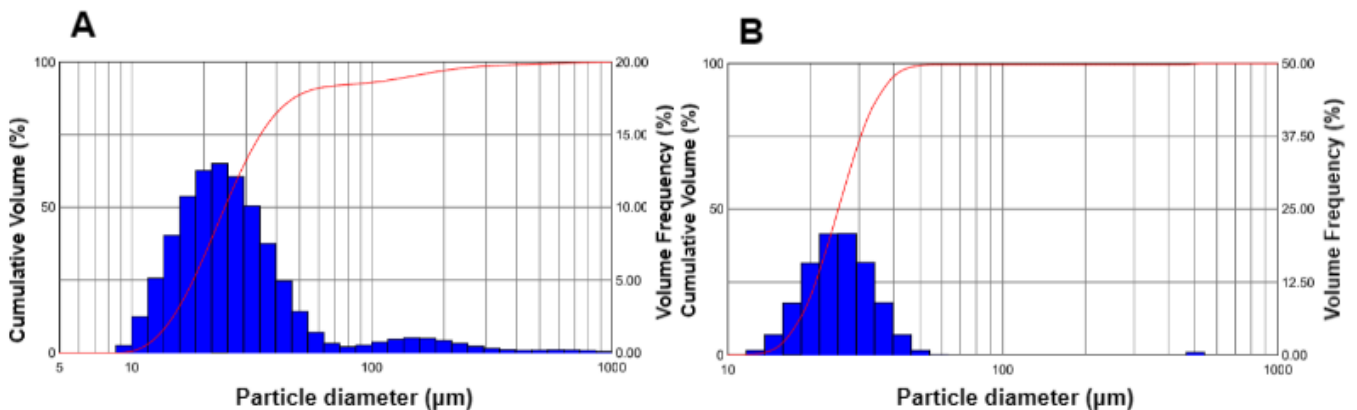 A
Cumulative Volume (%)
100
50
0
20.00
15.00
10.00
5.00
0.00
Volume Frequency (%)
5
10
100
1000
Particle diameter (µm)
B
Cumulative Volume (%)
100
50
0
50.00
37.50
25.00
12.50
0.00
Volume Frequency (%)
10
100
1000
Particle diameter (µm)